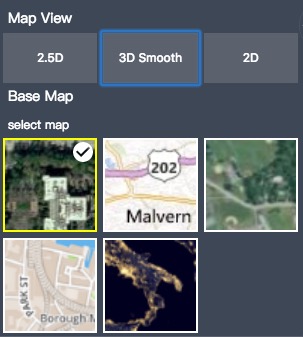 Map View
2.5D 3D Smooth 2D
Base Map
select map
202
Malvern
PARK ST
Borough M